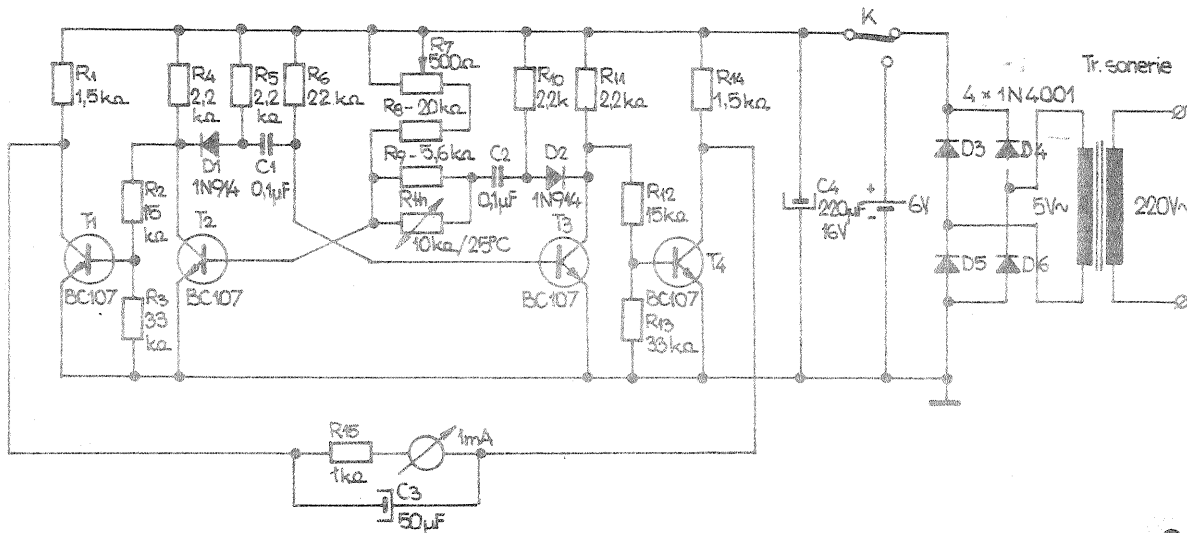 R1
1,5kΩ
R4
2,2
kΩ
R5
2,2
kΩ
R6
22kΩ
R7
500Ω
R8 - 20kΩ
R9 - 5,6kΩ
Rth
10kΩ/25°C
R10
2,2k
R11
2,2kΩ
R14
1,5kΩ
K
Tr. sonerie
4 × 1N4001
D1
1N914
C1
0,1µF
C2
0,1µF
D2
1N914
R2
15
kΩ
R3
33
kΩ
T1
BC107
T2
BC107
T3
BC107
R12
15kΩ
R13
33kΩ
T4
BC107
C4
220µF
16V
+
-
6V
D3
D4
D5
D6
5V~
220V~
R15
1kΩ
1mA
C3
50µF